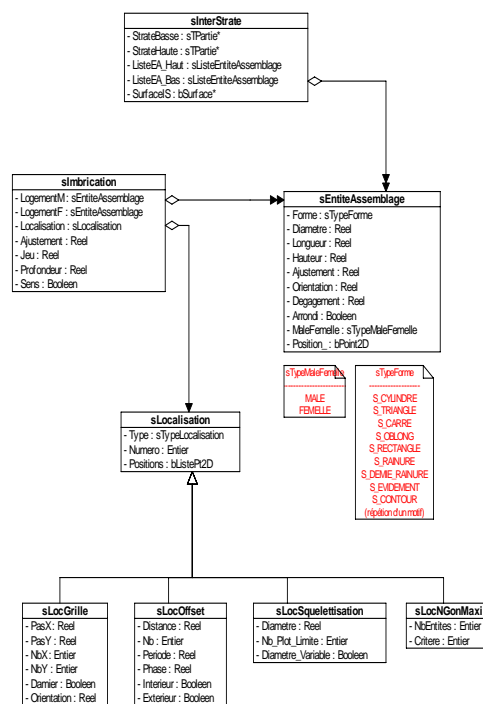 sInterStrate
- StrateBasse : sTPartie*
- StrateHaute : sTPartie*
- ListeEA_Haut : sListeEntiteAssemblage
- ListeEA_Bas : sListeEntiteAssemblage
- SurfaceIS : bSurface*
sImbrication
- LogementM : sEntiteAssemblage
- LogementF : sEntiteAssemblage
- Localisation : sLocalisation
- Ajustement : Reel
- Jeu : Reel
- Profondeur : Reel
- Sens : Booleen
sEntiteAssemblage
- Forme : sTypeForme
- Diametre : Reel
- Longueur : Reel
- Hauteur : Reel
- Ajustement : Reel
- Orientation : Reel
- Degagement : Reel
- Arrondi : Booleen
- MaleFemelle : sTypeMaleFemelle
- Position_ : bPoint2D
sTypeMaleFemelle
--------------------
MALE
FEMELLE
sTypeForme
-------------------
S_CYLINDRE
S_TRIANGLE
S_CARRE
S_OBLONG
S_RECTANGLE
S_RAINURE
S_DEMIE_RAINURE
S_EVIDEMENT
S_CONTOUR
(répétion d'un motif)
sLocalisation
- Type : sTypeLocalisation
- Numero : Entier
- Positions : bListePt2D
sLocGrille
- PasX : Reel
- PasY : Reel
- NbX : Entier
- NbY : Entier
- Damier : Booleen
- Orientation : Reel
sLocOffset
- Distance : Reel
- Nb : Entier
- Periode : Reel
- Phase : Reel
- Interieur : Booleen
- Exterieur : Booleen
sLocSquelettisation
- Diametre : Reel
- Nb_Plot_Limite : Entier
- Diametre_Variable : Booleen
sLocNGonMaxi
- NbEntites : Entier
- Critere : Entier